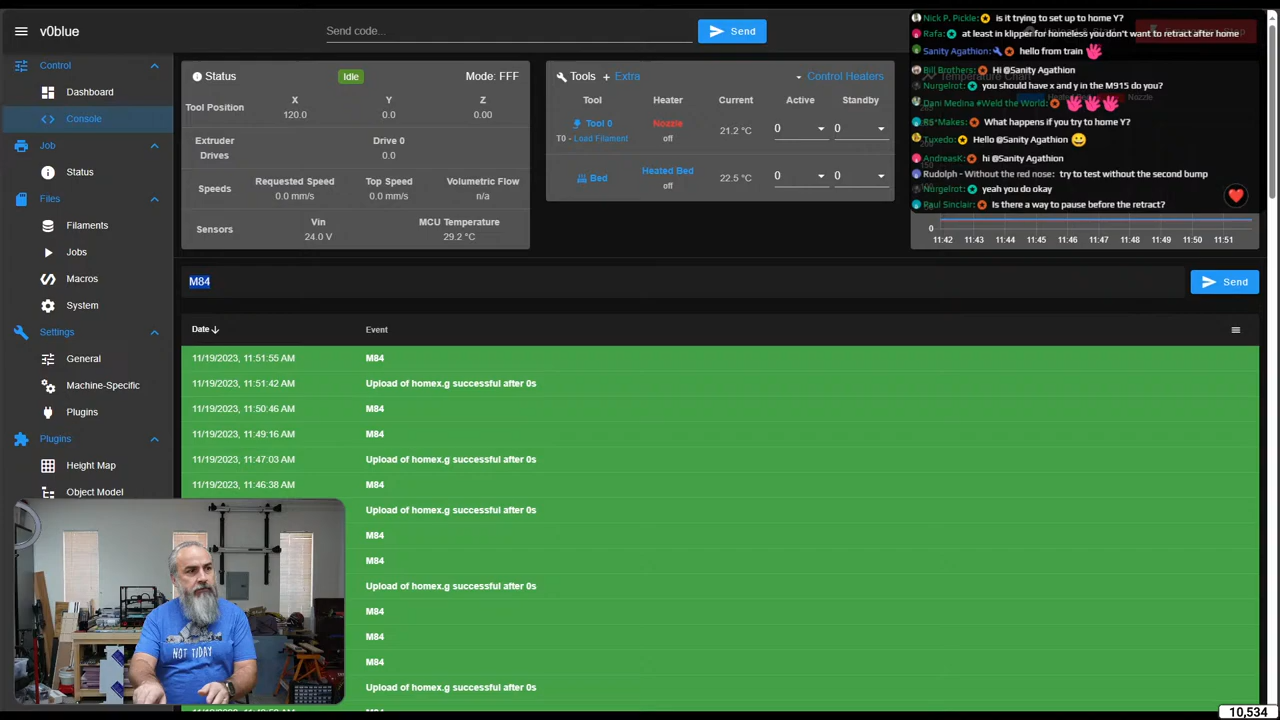 v0blue
Send code...
Send
Control
Dashboard
Console
Job
Status
Files
Filaments
Jobs
Macros
System
Settings
General
Machine-Specific
Plugins
Plugins
Height Map
Object Model
Status
Idle
Mode: FFF
Tool Position
X
Y
Z
120.0
0.0
0.00
Extruder Drives
Drive 0
0.0
Speeds
Requested Speed
Top Speed
Volumetric Flow
0.0 mm/s
0.0 mm/s
n/a
Sensors
Vin
MCU Temperature
24.0 V
29.2 °C
Tools + Extra
Control Heaters
Tool
Heater
Current
Active
Standby
Tool 0
T0 - Load Filament
Nozzle
off
21.2 °C
0
0
Bed
Heated Bed
off
22.5 °C
0
0
Nick P. Pickle: is it trying to set up to home Y?
Rafa: at least in klipper for homeless you don't want to retract after home
Sanity Agathion: hello from train
Bill Brothers: Hi @Sanity Agathion
Nurgelrot: you should have x and y in the M915 do you?
Dani Medina #Weld the World:
RS*Makes: What happens if you try to home Y?
Tuxedo: Hello @Sanity Agathion
AndreasK: hi @Sanity Agathion
Rudolph - Without the red nose: try to test without the second bump
Nurgelrot: yeah you do okay
Paul Sinclair: Is there a way to pause before the retract?
Temperature Chart
Nozzle
0
11:42 11:43 11:44 11:45 11:46 11:47 11:48 11:49 11:50 11:51
M84
Send
Date
Event
11/19/2023, 11:51:55 AM M84
11/19/2023, 11:51:42 AM Upload of homex.g successful after 0s
11/19/2023, 11:50:46 AM M84
11/19/2023, 11:49:16 AM M84
11/19/2023, 11:47:03 AM Upload of homex.g successful after 0s
11/19/2023, 11:46:38 AM M84
Upload of homex.g successful after 0s
M84
M84
Upload of homex.g successful after 0s
M84
M84
M84
Upload of homex.g successful after 0s
NOT TODAY
10,534